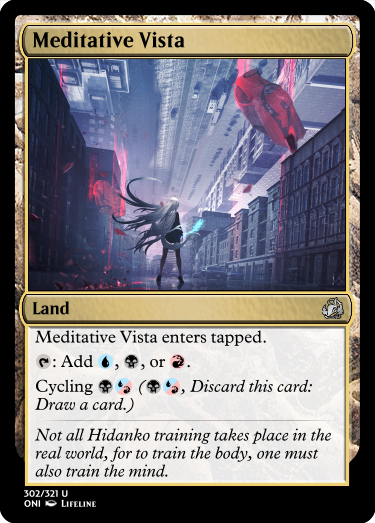 Meditative Vista
Land
Meditative Vista enters tapped.
: Add , , or .
Cycling (, Discard this card:
Draw a card.)
Not all Hidanko training takes place in the
real world, for to train the body, one must
also train the mind.
302/321 U
ONI Lifeline